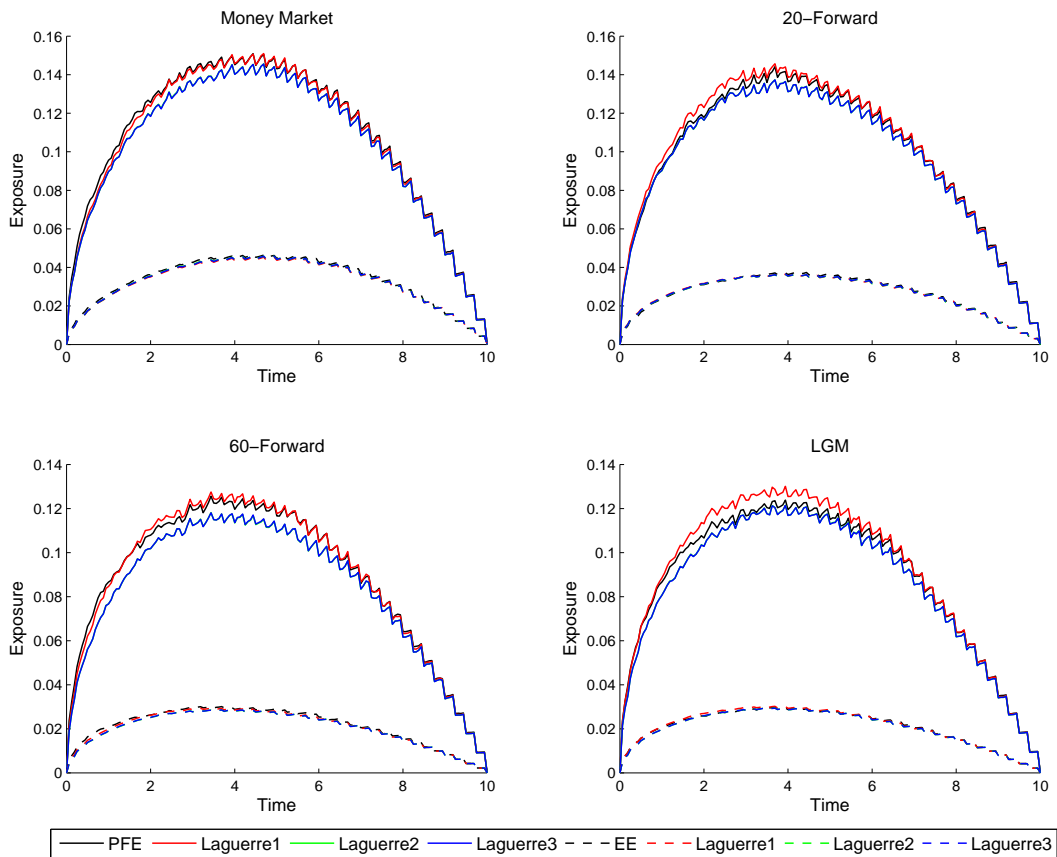 Money Market
0.16
0.14
0.12
0.1
0.08
0.06
0.04
0.02
0
Exposure
0 2 4 6 8 10
Time
20−Forward
0.16
0.14
0.12
0.1
0.08
0.06
0.04
0.02
0
Exposure
0 2 4 6 8 10
Time
60−Forward
0.14
0.12
0.1
0.08
0.06
0.04
0.02
0
Exposure
0 2 4 6 8 10
Time
LGM
0.14
0.12
0.1
0.08
0.06
0.04
0.02
0
Exposure
0 2 4 6 8 10
Time
PFE Laguerre1 Laguerre2 Laguerre3 EE Laguerre1 Laguerre2 Laguerre3